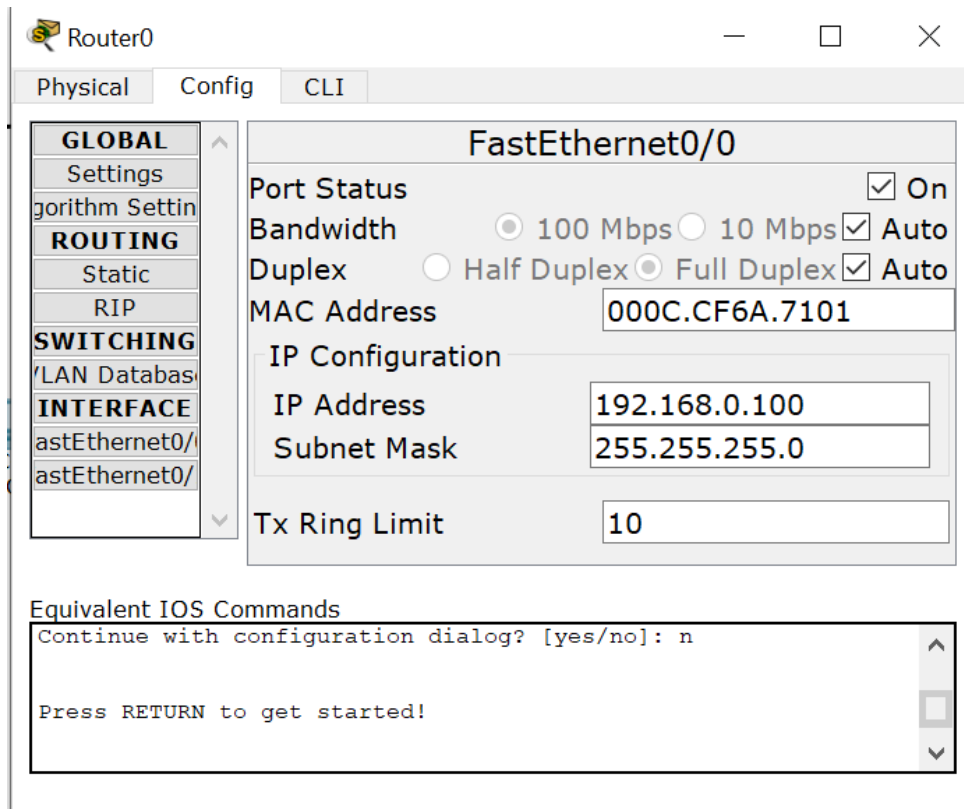 Router0
Physical Config CLI
GLOBAL
Settings
gorithm Settin
ROUTING
Static
RIP
SWITCHING
VLAN Databas
INTERFACE
astEthernet0/
astEthernet0/
FastEthernet0/0
Port Status On
Bandwidth 100 Mbps 10 Mbps Auto
Duplex Half Duplex Full Duplex Auto
MAC Address 000C.CF6A.7101
IP Configuration
IP Address 192.168.0.100
Subnet Mask 255.255.255.0
Tx Ring Limit 10
Equivalent IOS Commands
Continue with configuration dialog? [yes/no]: n
Press RETURN to get started!